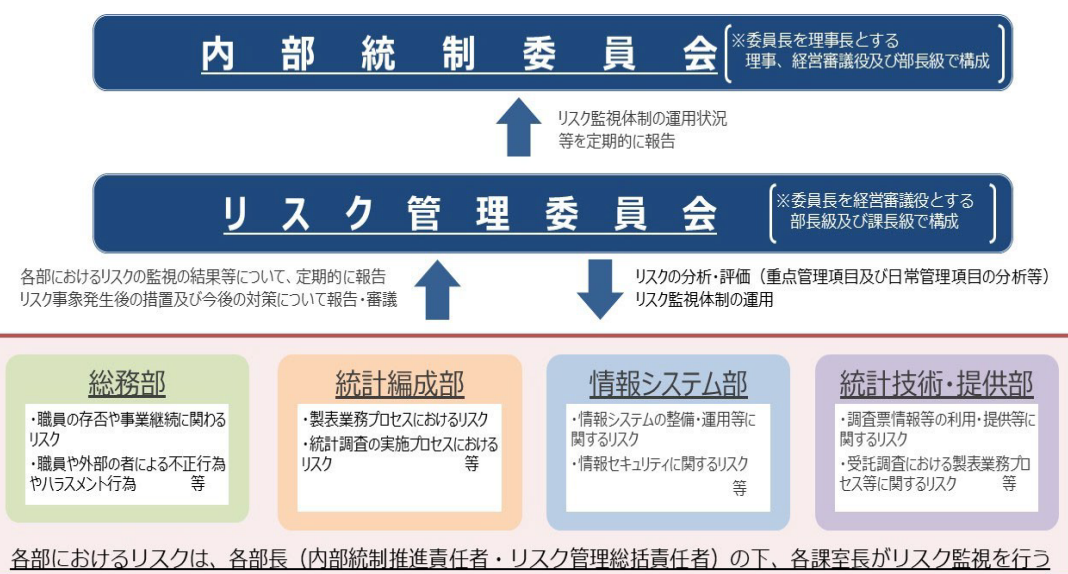 内部統制委員会
※委員長を理事長とする
理事、経営審議役及び部長級で構成
リスク監視体制の運用状況
等を定期的に報告
リスク管理委員会
※委員長を経営審議役とする
部長級及び課長級で構成
各部におけるリスクの監視の結果等について、定期的に報告
リスク事象発生後の措置及び今後の対策について報告・審議
リスクの分析・評価（重点管理項目及び日常管理項目の分析等）
リスク監視体制の運用
総務部
・職員の存否や事業継続に関わる
リスク
・職員や外部の者による不正行為
やハラスメント行為　等
統計編成部
・製表業務プロセスにおけるリスク
・統計調査の実施プロセスにおける
リスク　等
情報システム部
・情報システムの整備・運用等に
関するリスク
・情報セキュリティに関するリスク
等
統計技術・提供部
・調査票情報等の利用・提供等に
関するリスク
・受託調査における製表業務プロ
セス等に関するリスク　等
各部におけるリスクは、各部長（内部統制推進責任者・リスク管理総括責任者）の下、各課室長がリスク監視を行う